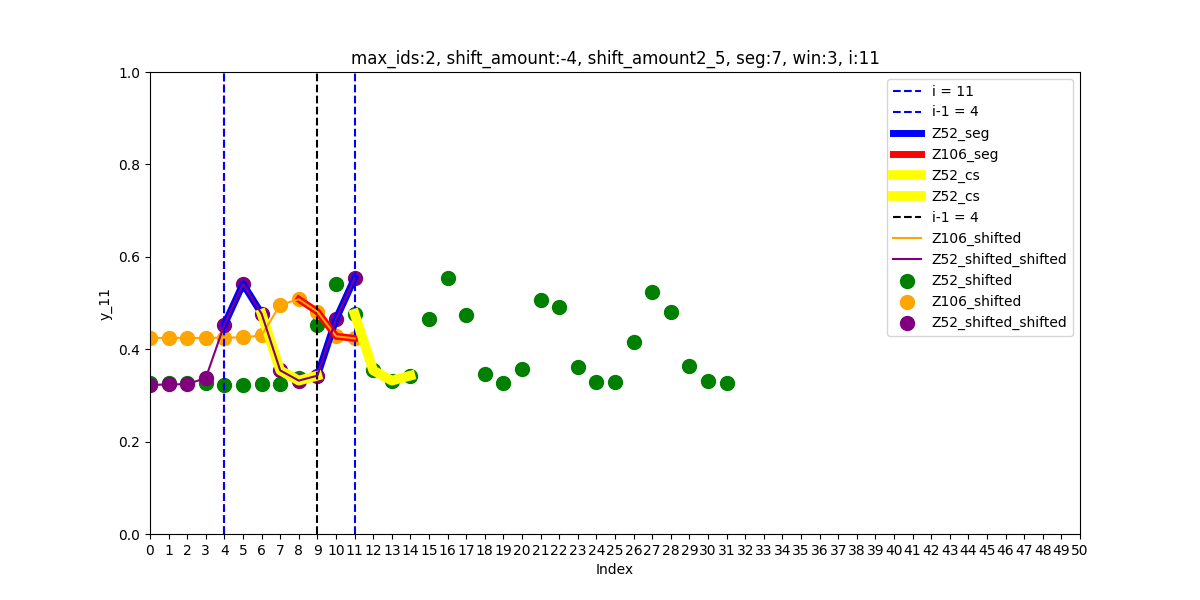 max_ids:2, shift_amount:-4, shift_amount2_5, seg:7, win:3, i:11
1.0
0.8
0.6
0.4
0.2
0.0
y_11
i = 11
i-1 = 4
Z52_seg
Z106_seg
Z52_cs
Z52_cs
i-1 = 4
Z106_shifted
Z52_shifted_shifted
Z52_shifted
Z106_shifted
Z52_shifted_shifted
0 1 2 3 4 5 6 7 8 9 10 11 12 13 14 15 16 17 18 19 20 21 22 23 24 25 26 27 28 29 30 31 32 33 34 35 36 37 38 39 40 41 42 43 44 45 46 47 48 49 50
Index